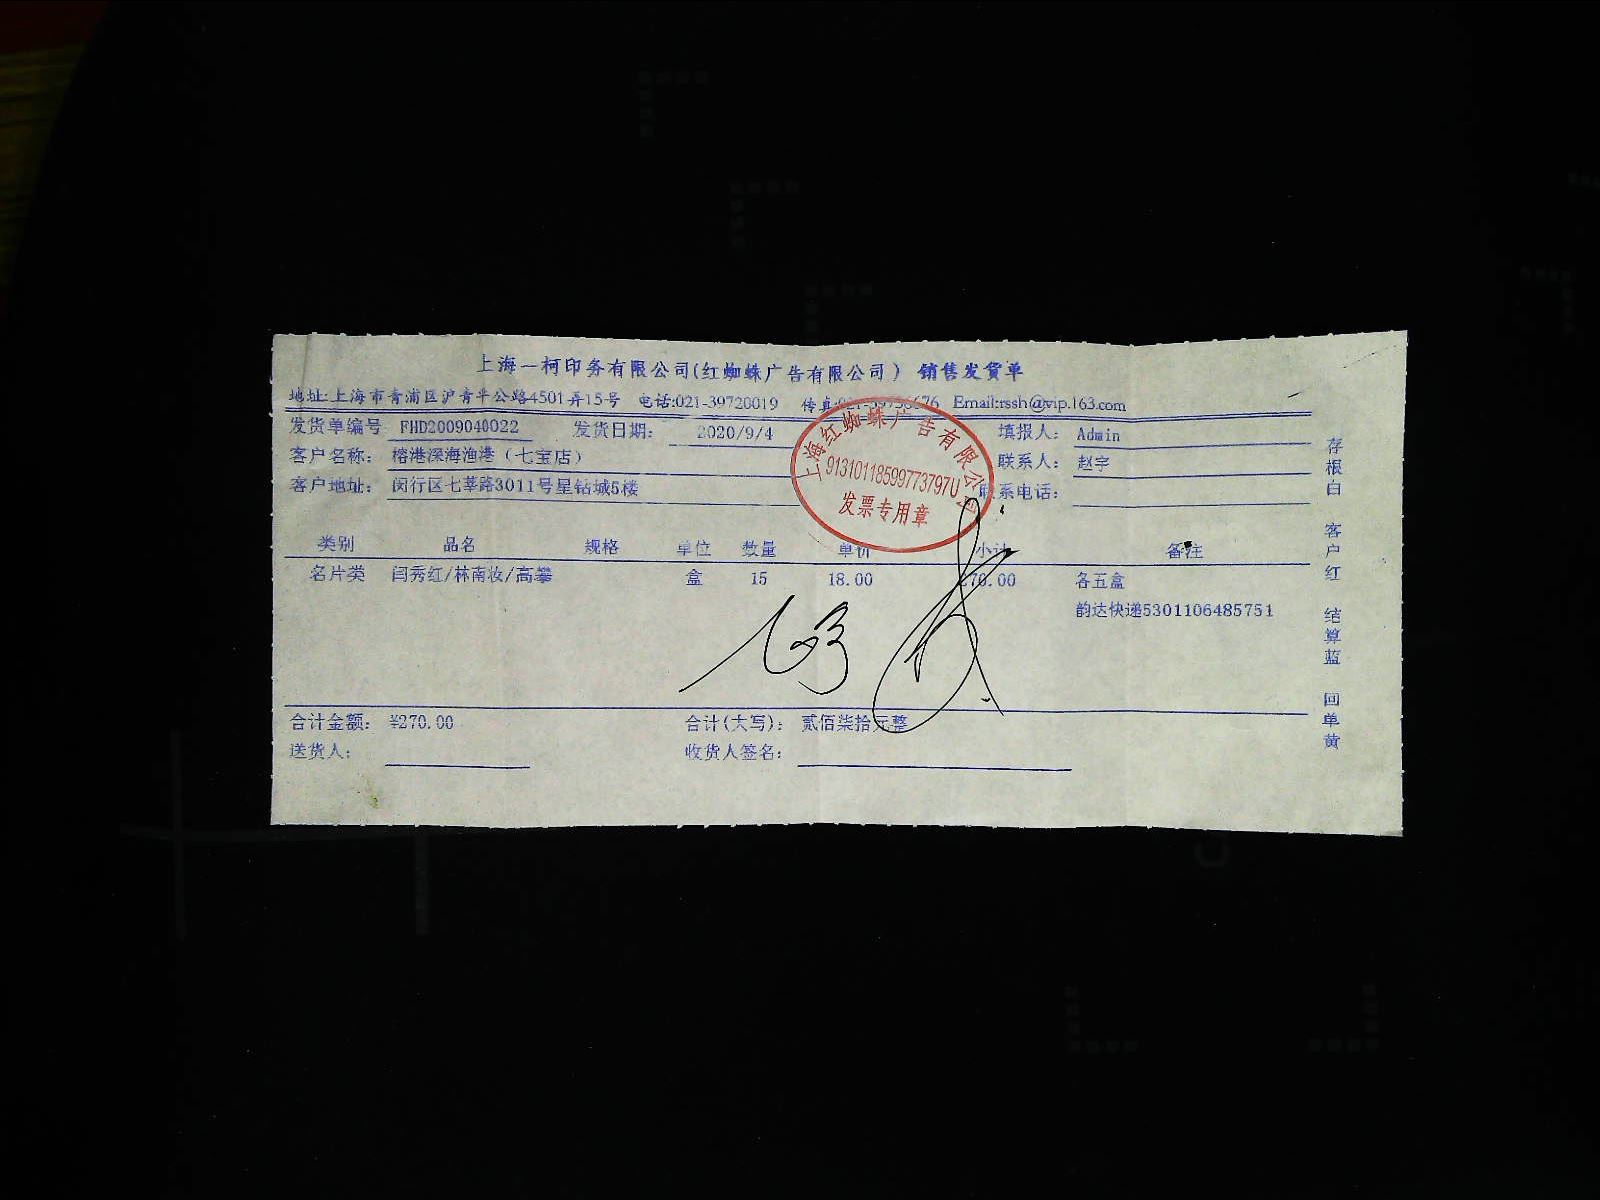 上海一柯印务有限公司(红蜘蛛广告有限公司) 销售发货单
地址:上海市青浦区沪青平公路4501弄15号 电话:021-39720019 传真: Email:rssh@vip.163.com
发货单编号 FHD2009040022 发货日期: 2020/9/4 填报人: Admin
客户名称: 榕港深海渔港(七宝店) 联系人: 赵宇
客户地址: 闵行区七莘路3011号星钻城5楼 联系电话:
上海红蜘蛛广告有限公司
91310118599773797U
发票专用章
类别 品名 规格 单位 数量 单价 小计 备注
名片类 闫秀红/林南妆/高攀 盒 15 18.00 270.00 各五盒
韵达快递5301106485751
合计金额: ¥270.00 合计(大写): 贰佰柒拾元整
送货人: 收货人签名:
存根白 客户红 结算蓝 回单黄